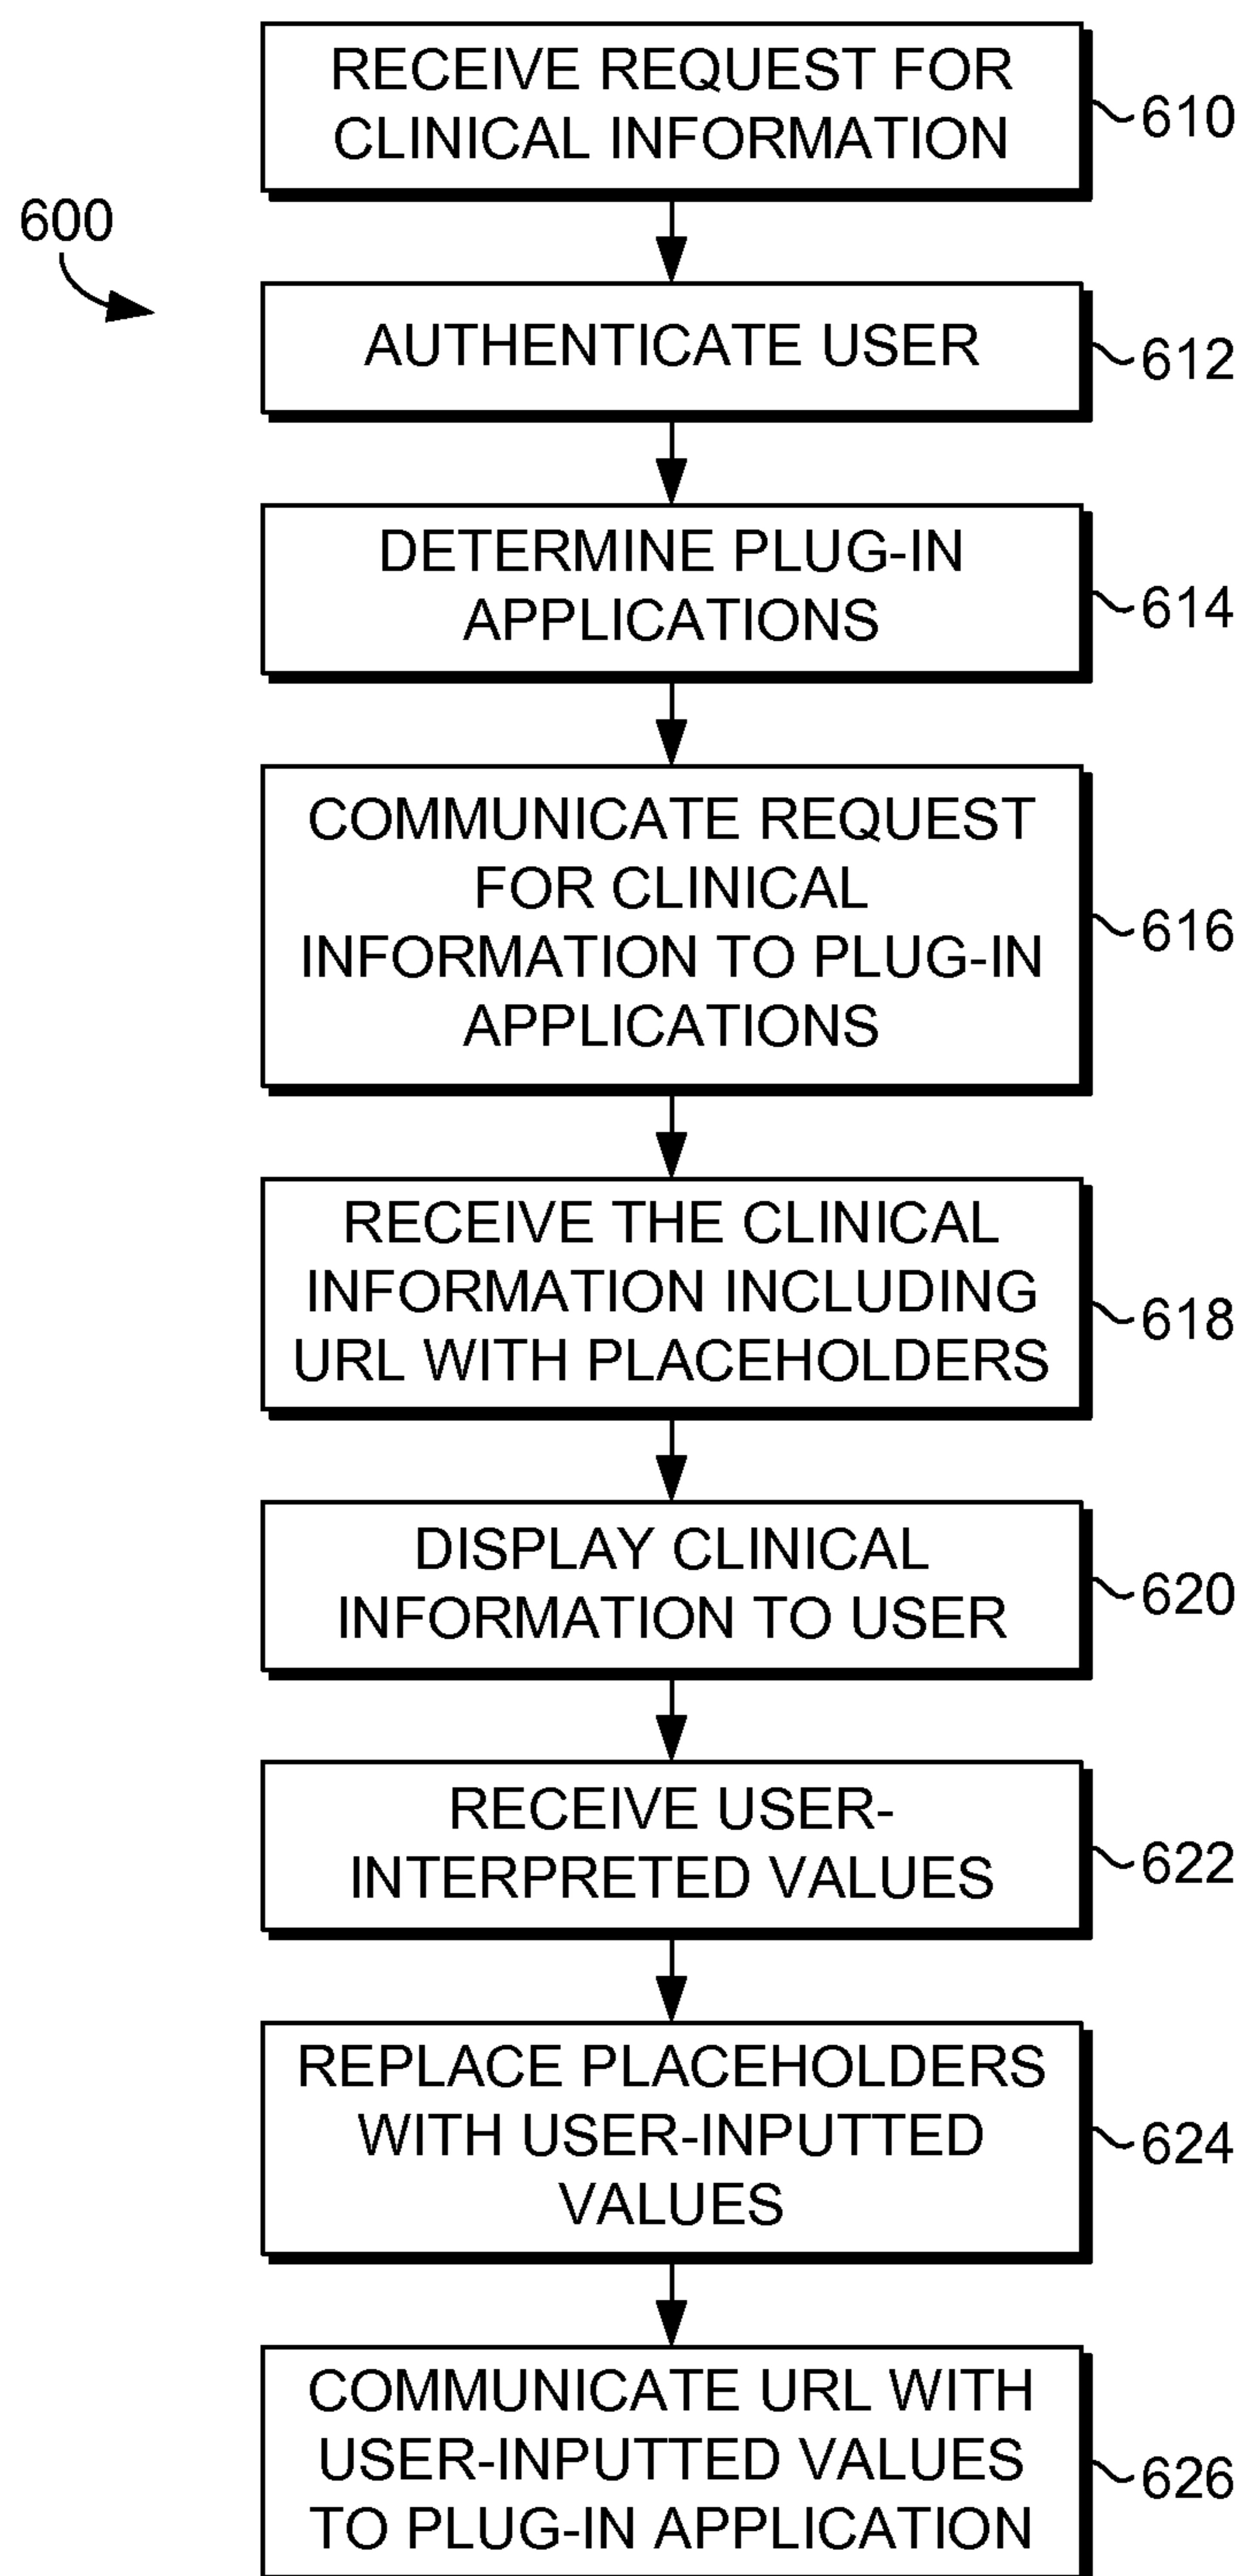 RECEIVE REQUEST FOR
CLINICAL INFORMATION
610
600
AUTHENTICATE USER
612
DETERMINE PLUG-IN
APPLICATIONS
614
COMMUNICATE REQUEST
FOR CLINICAL
INFORMATION TO PLUG-IN
APPLICATIONS
616
RECEIVE THE CLINICAL
INFORMATION INCLUDING
URL WITH PLACEHOLDERS
618
DISPLAY CLINICAL
INFORMATION TO USER
620
RECEIVE USER-
INTERPRETED VALUES
622
REPLACE PLACEHOLDERS
WITH USER-INPUTTED
VALUES
624
COMMUNICATE URL WITH
USER-INPUTTED VALUES
TO PLUG-IN APPLICATION
626